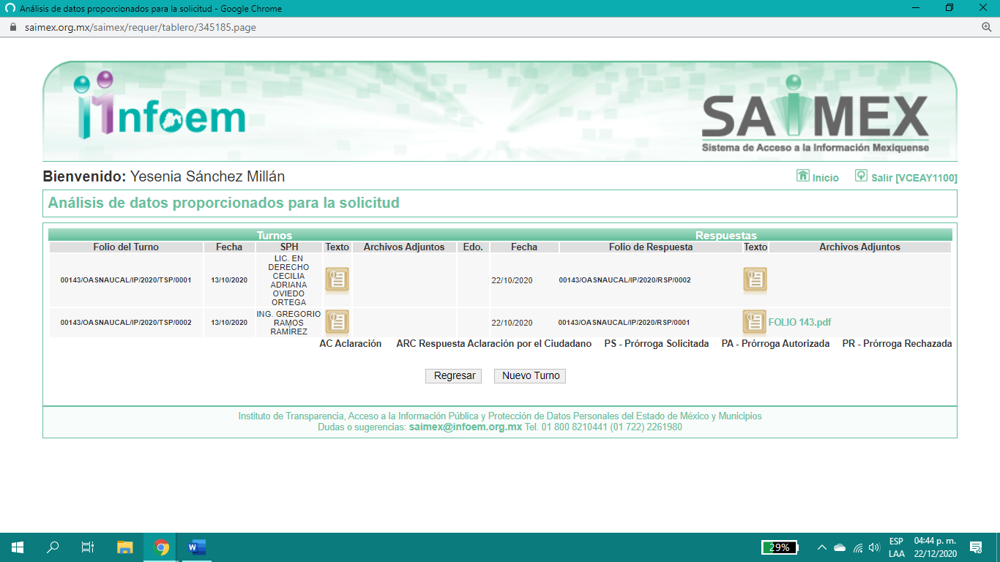 Análisis de datos proporcionados para la solicitud - Google Chrome
saimex.org.mx/saimex/requer/tablero/345185.page
infoem
SAIMEX
Sistema de Acceso a la Información Mexiquense
Bienvenido: Yesenia Sánchez Millán
Inicio Salir [VCEAY1100]
Análisis de datos proporcionados para la solicitud
Turnos Respuestas
Folio del Turno Fecha SPH Texto Archivos Adjuntos Edo. Fecha Folio de Respuesta Texto Archivos Adjuntos
LIC. EN
DERECHO
CECILIA
ADRIANA
OVIEDO
ORTEGA
00143/OASNAUCAL/IP/2020/TSP/0001 13/10/2020 22/10/2020 00143/OASNAUCAL/IP/2020/RSP/0002
ING. GREGORIO
RAMOS
RAMÍREZ
00143/OASNAUCAL/IP/2020/TSP/0002 13/10/2020 22/10/2020 00143/OASNAUCAL/IP/2020/RSP/0001 FOLIO 143.pdf
AC Aclaración ARC Respuesta Aclaración por el Ciudadano PS - Prórroga Solicitada PA - Prórroga Autorizada PR - Prórroga Rechazada
Regresar Nuevo Turno
Instituto de Transparencia, Acceso a la Información Pública y Protección de Datos Personales del Estado de México y Municipios
Dudas o sugerencias: saimex@infoem.org.mx Tel. 01 800 8210441 (01 722) 2261980
29%
ESP
LAA
04:44 p. m.
22/12/2020